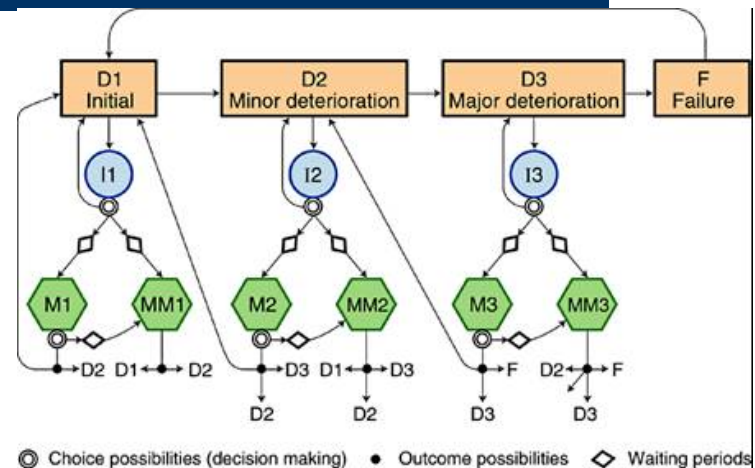 D1
Initial
D2
Minor deterioration
D3
Major deterioration
F
Failure
I1
I2
I3
M1
MM1
M2
MM2
M3
MM3
D2 D1 D2
D3 D1 D3
F D2 F
D2 D2
D3 D3
Choice possibilities (decision making) Outcome possibilities Waiting periods